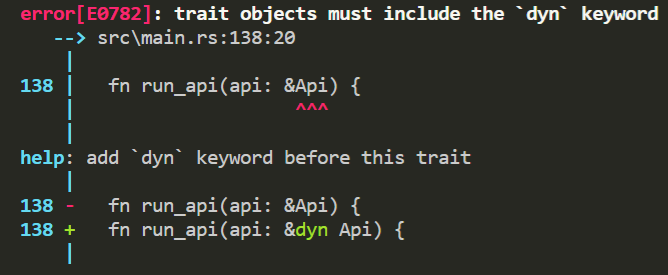 error[E0782]: trait objects must include the `dyn` keyword
--> src\main.rs:138:20
|
138 | fn run_api(api: &Api) {
| ^^^
|
help: add `dyn` keyword before this trait
|
138 - fn run_api(api: &Api) {
138 + fn run_api(api: &dyn Api) {
|